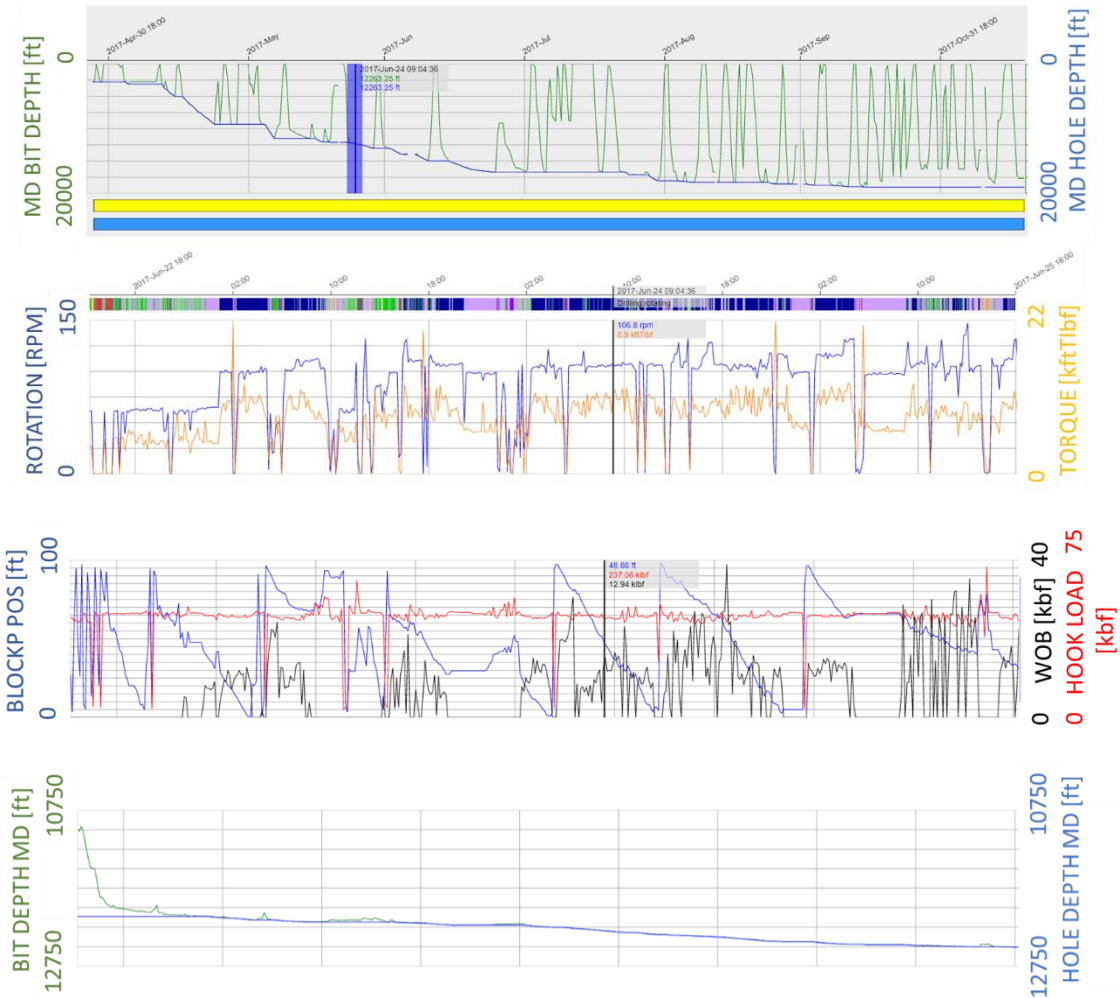 2017-Apr-30 18:00
2017-May
2017-Jun
2017-Jul
2017-Aug
2017-Sep
2017-Oct-31 18:00
MD BIT DEPTH [ft]
0
20000
2017-Jun-24 09:04:36
12263.25 ft
12263.25 ft
0
20000
MD HOLE DEPTH [ft]
2017-Jun-22 18:00
02:00
10:00
18:00
02:00
10:00
18:00
02:00
10:00
2017-Jun-25 18:00
2017-Jun-24 09:04:36
Drilling rotating
ROTATION [RPM]
150
0
106.8 rpm
8.9 kftTlbf
22
0
TORQUE [kftTlbf]
BLOCKP POS [ft]
100
0
48.88 ft
237.06 klbf
12.94 klbf
0 WOB [kbf] 40
0 HOOK LOAD 75
[kbf]
BIT DEPTH MD [ft]
10750
12750
10750
12750
HOLE DEPTH MD [ft]